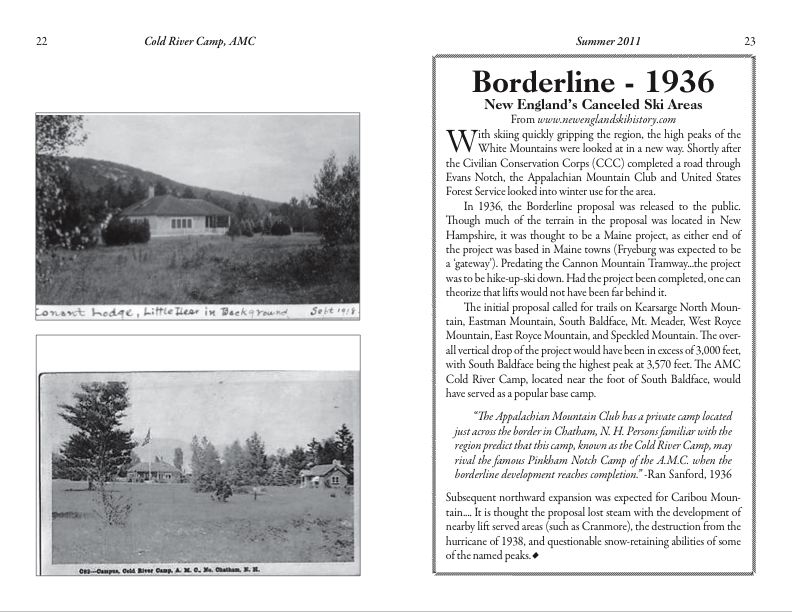 22
Cold River Camp, AMC
Conant Lodge, Little Deer in Background Sept 1918.
C82—Campus, Cold River Camp, A. M. C., No. Chatham, N. H.
Summer 2011
23
Borderline - 1936
New England's Canceled Ski Areas
From www.newenglandskihistory.com
With skiing quickly gripping the region, the high peaks of the
White Mountains were looked at in a new way. Shortly after
the Civilian Conservation Corps (CCC) completed a road through
Evans Notch, the Appalachian Mountain Club and United States
Forest Service looked into winter use for the area.
In 1936, the Borderline proposal was released to the public.
Though much of the terrain in the proposal was located in New
Hampshire, it was thought to be a Maine project, as either end of
the project was based in Maine towns (Fryeburg was expected to be
a 'gateway'). Predating the Cannon Mountain Tramway...the project
was to be hike-up-ski down. Had the project been completed, one can
theorize that lifts would not have been far behind it.
The initial proposal called for trails on Kearsarge North Moun-
tain, Eastman Mountain, South Baldface, Mt. Meader, West Royce
Mountain, East Royce Mountain, and Speckled Mountain. The over-
all vertical drop of the project would have been in excess of 3,000 feet,
with South Baldface being the highest peak at 3,570 feet. The AMC
Cold River Camp, located near the foot of South Baldface, would
have served as a popular base camp.
"The Appalachian Mountain Club has a private camp located
just across the border in Chatham, N. H. Persons familiar with the
region predict that this camp, known as the Cold River Camp, may
rival the famous Pinkham Notch Camp of the A.M.C. when the
borderline development reaches completion." -Ran Sanford, 1936
Subsequent northward expansion was expected for Caribou Moun-
tain.... It is thought the proposal lost steam with the development of
nearby lift served areas (such as Cranmore), the destruction from the
hurricane of 1938, and questionable snow-retaining abilities of some
of the named peaks.◆